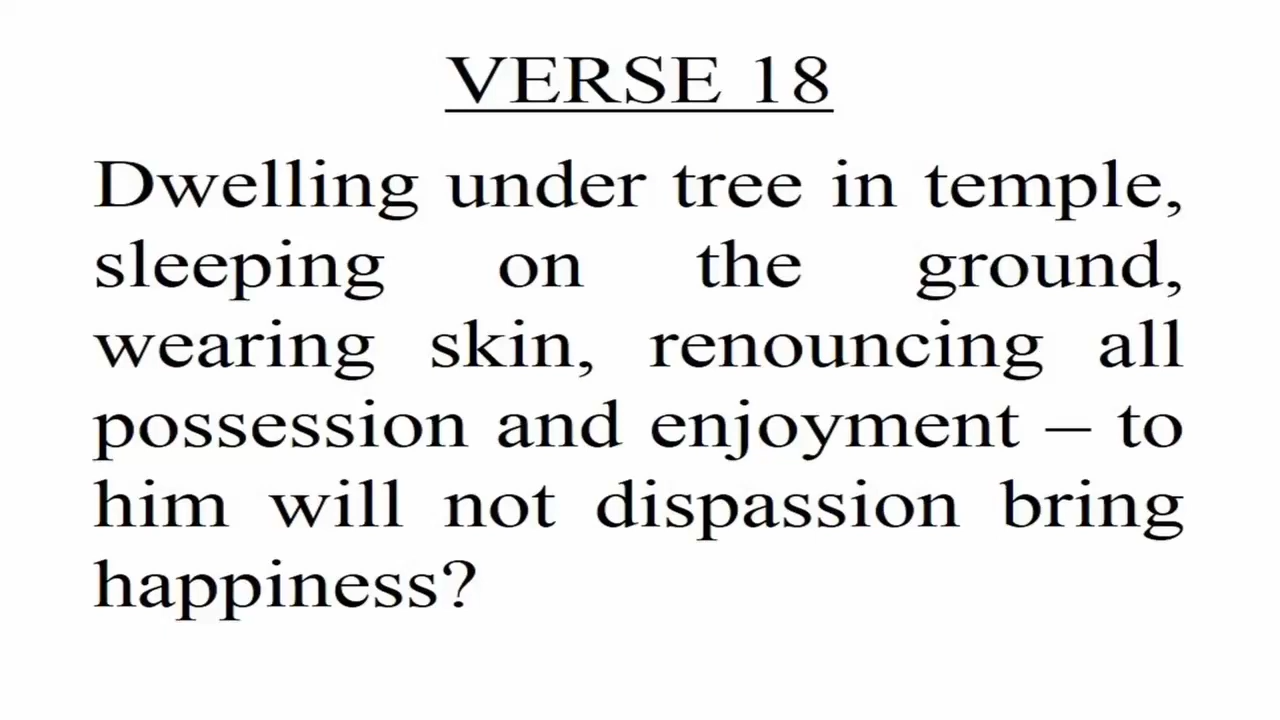 VERSE 18
Dwelling under tree in temple,
sleeping on the ground,
wearing skin, renouncing all
possession and enjoyment – to
him will not dispassion bring
happiness?